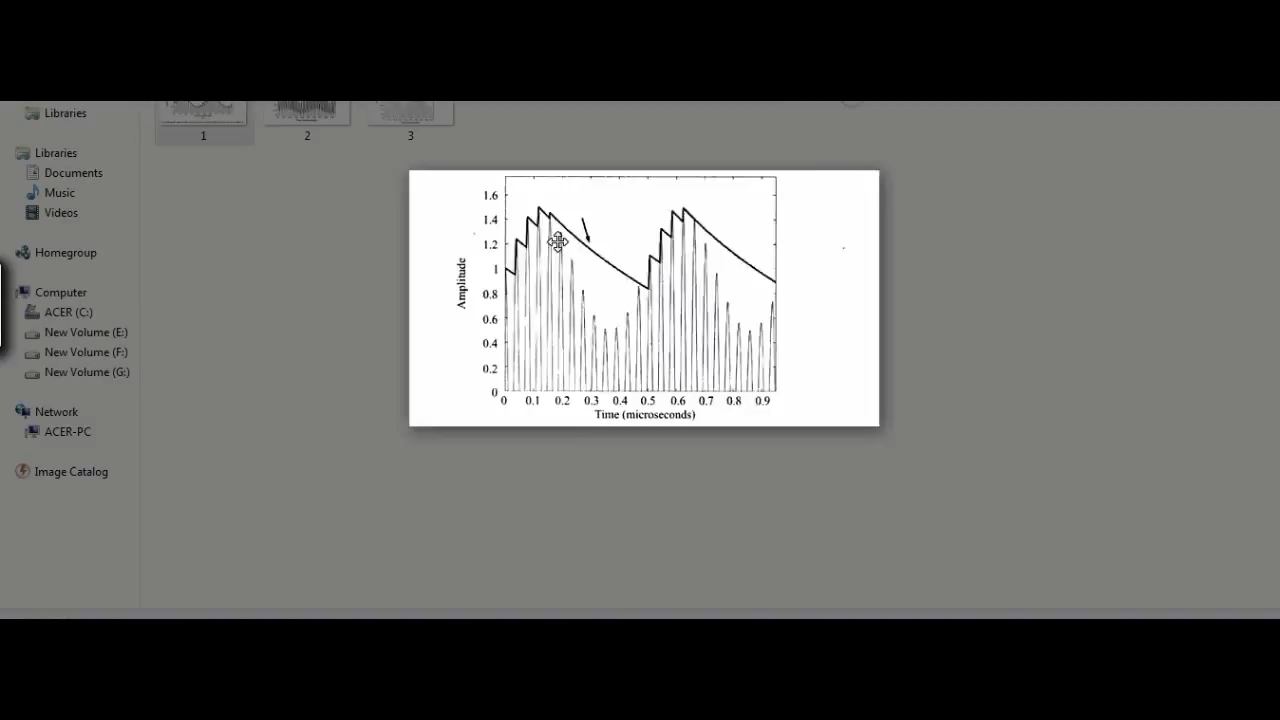 Libraries
1 2 3
Libraries
Documents
Music
Videos
Homegroup
Computer
ACER (C:)
New Volume (E:)
New Volume (F:)
New Volume (G:)
Network
ACER-PC
Image Catalog
Amplitude
1.6
1.4
1.2
1
0.8
0.6
0.4
0.2
0
0 0.1 0.2 0.3 0.4 0.5 0.6 0.7 0.8 0.9
Time (microseconds)